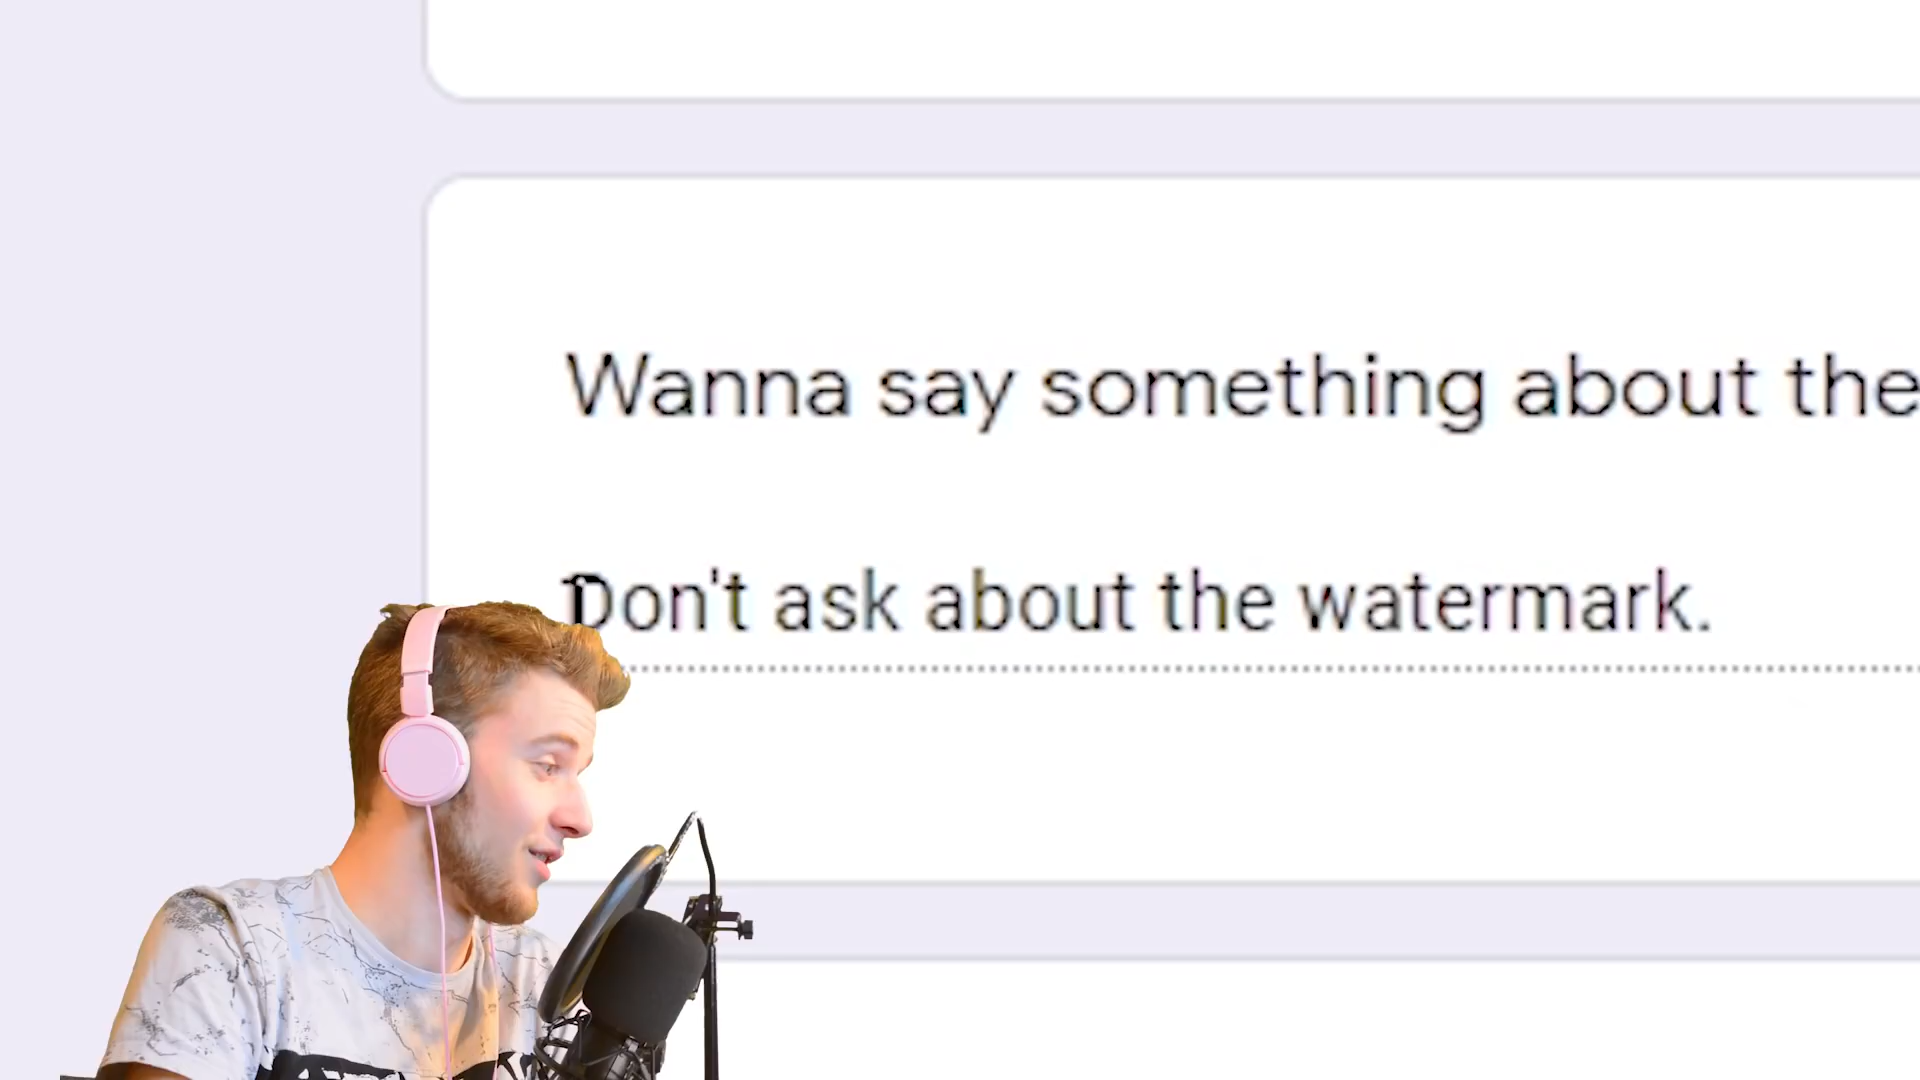 Wanna say something about the
Don't ask about the watermark.